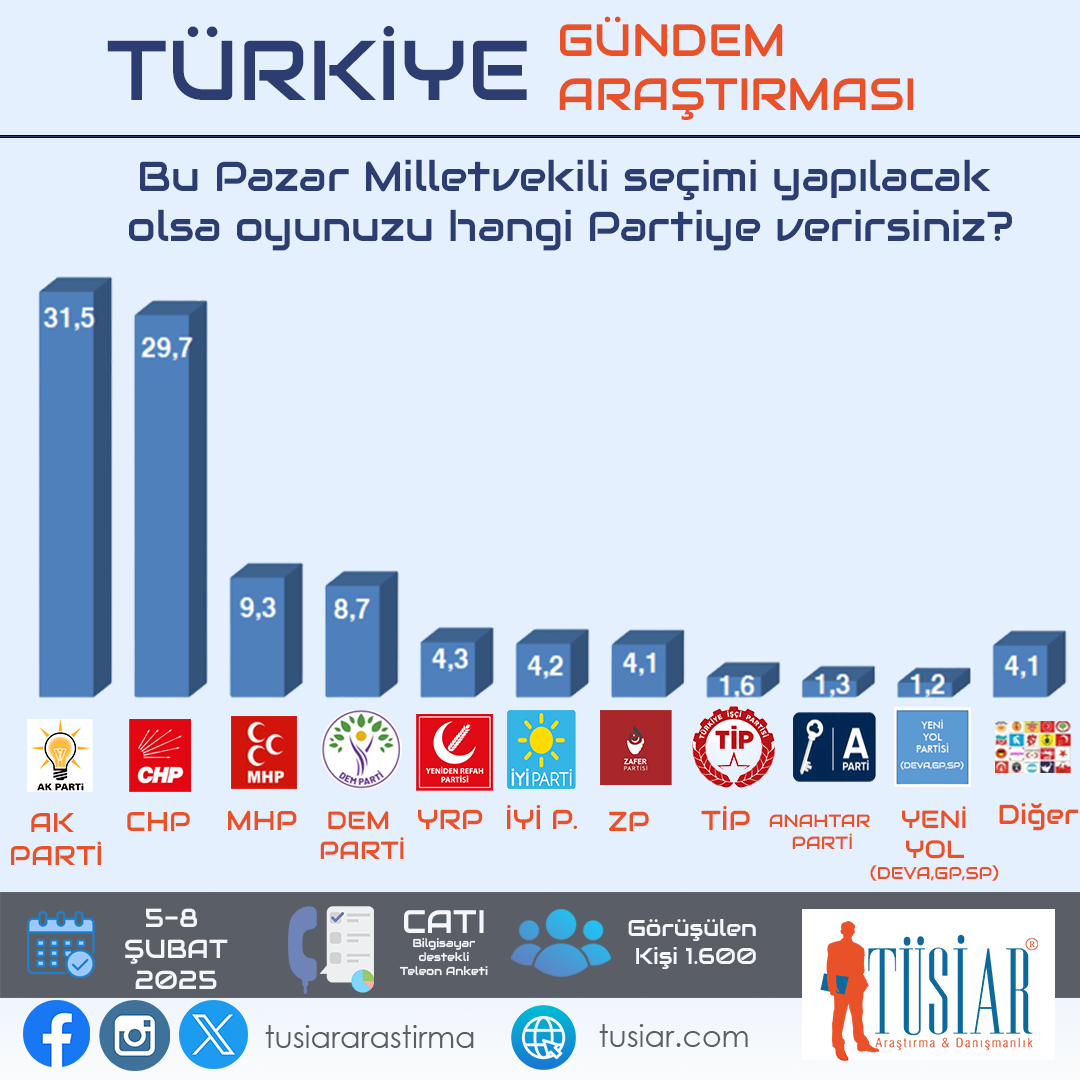 TÜRKİYE
GÜNDEM
ARAŞTIRMASI
Bu Pazar Milletvekili seçimi yapılacak
olsa oyunuzu hangi Partiye verirsiniz?
31,5
29,7
9,3
8,7
4,3
4,2
4,1
1,6
1,3
1,2
4,1
AK PARTİ
CHP
MHP
DEM PARTİ
YENİDEN REFAH
PARTİSİ
İYİ PARTİ
ZAFER
PARTİSİ
TÜRKİYE İŞÇİ PARTİSİ
TİP
A
PARTİ
YENİ
YOL
PARTİSİ
(DEVA,GP,SP)
AK
PARTİ
CHP
MHP
DEM
PARTİ
YRP
İYİ P.
ZP
TİP
ANAHTAR
PARTİ
YENİ
YOL
(DEVA,GP,SP)
Diğer
5-8
ŞUBAT
2025
CATI
Bilgisayar
destekli
Teleon Anketi
Görüşülen
Kişi 1.600
TÜSİAR®
Araştırma & Danışmanlık
tusiararastirma
tusiar.com